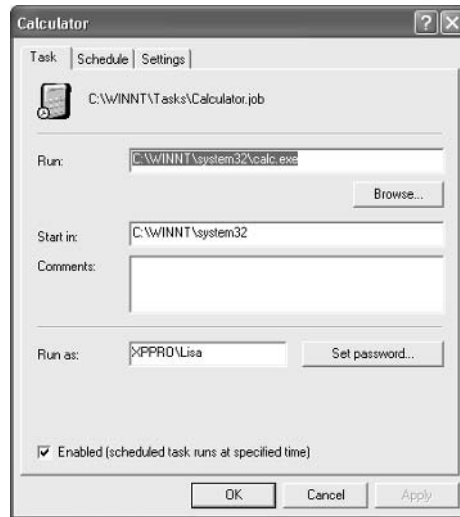 Calculator
Task Schedule Settings
C:\WINNT\Tasks\Calculator.job
Run: C:\WINNT\system32\calc.exe
Browse...
Start in: C:\WINNT\system32
Comments:
Run as: XPPRO\Lisa Set password...
Enabled (scheduled task runs at specified time)
OK Cancel Apply